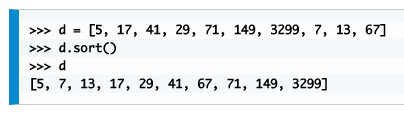 >>> d = [5, 17, 41, 29, 71, 149, 3299, 7, 13, 67]
>>> d.sort()
>>> d
[5, 7, 13, 17, 29, 41, 67, 71, 149, 3299]